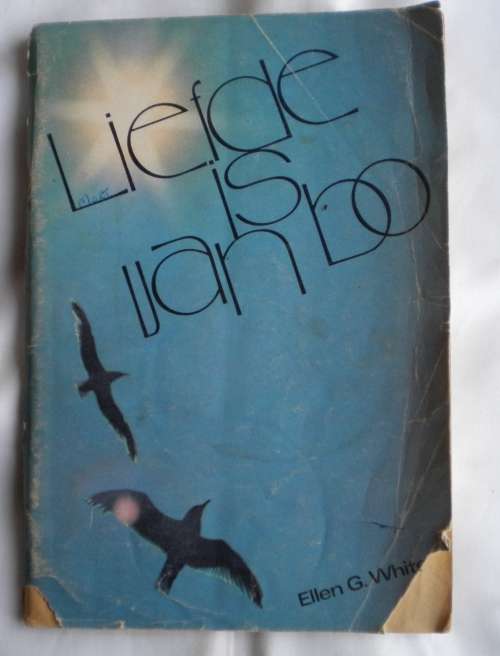 Liefde
is
van bo
Ellen G. White